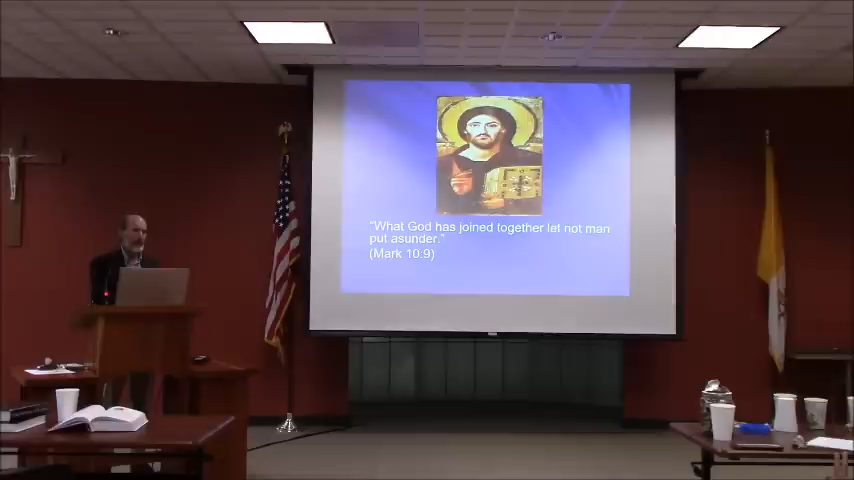 “What God has joined together let not man
put asunder.”
(Mark 10:9)